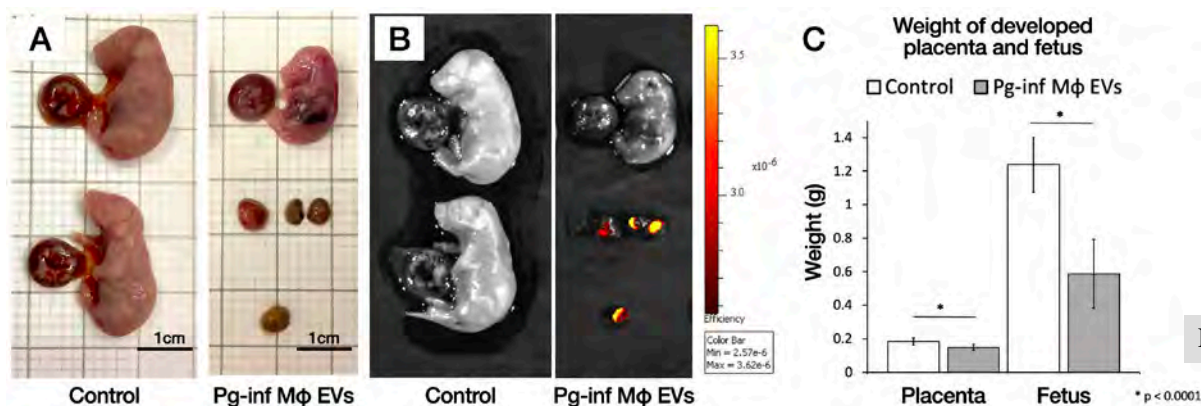 A
1cm
1cm
Control
Pg-inf Mϕ EVs
B
3.5
x10⁻⁶
3.0
Efficiency
Color Bar
Min = 2.57e-6
Max = 3.62e-6
Control
Pg-inf Mϕ EVs
C
Weight of developed
placenta and fetus
Control
Pg-inf Mϕ EVs
Weight (g)
1.4
1.2
1.0
0.8
0.6
0.4
0.2
0
*
*
Placenta
Fetus
* p < 0.0001